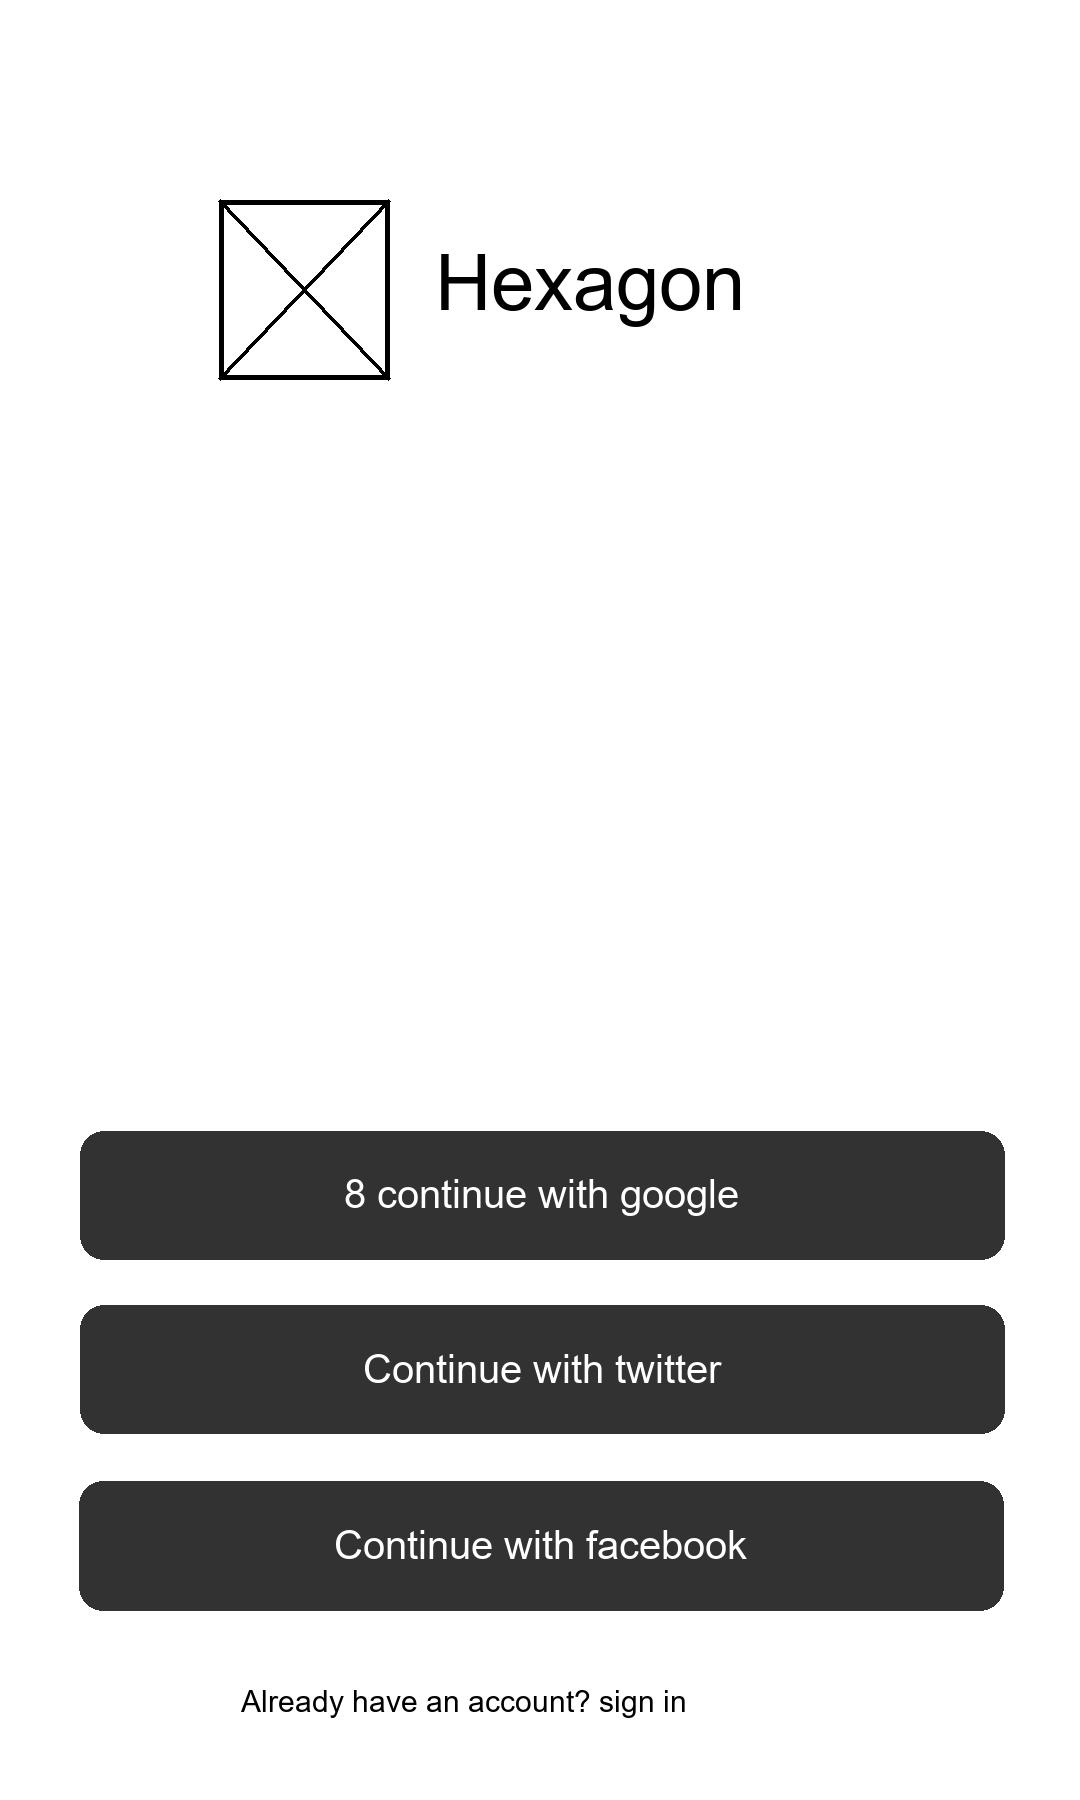 Hexagon
8 continue with google
Continue with twitter
Continue with facebook
Already have an account? sign in